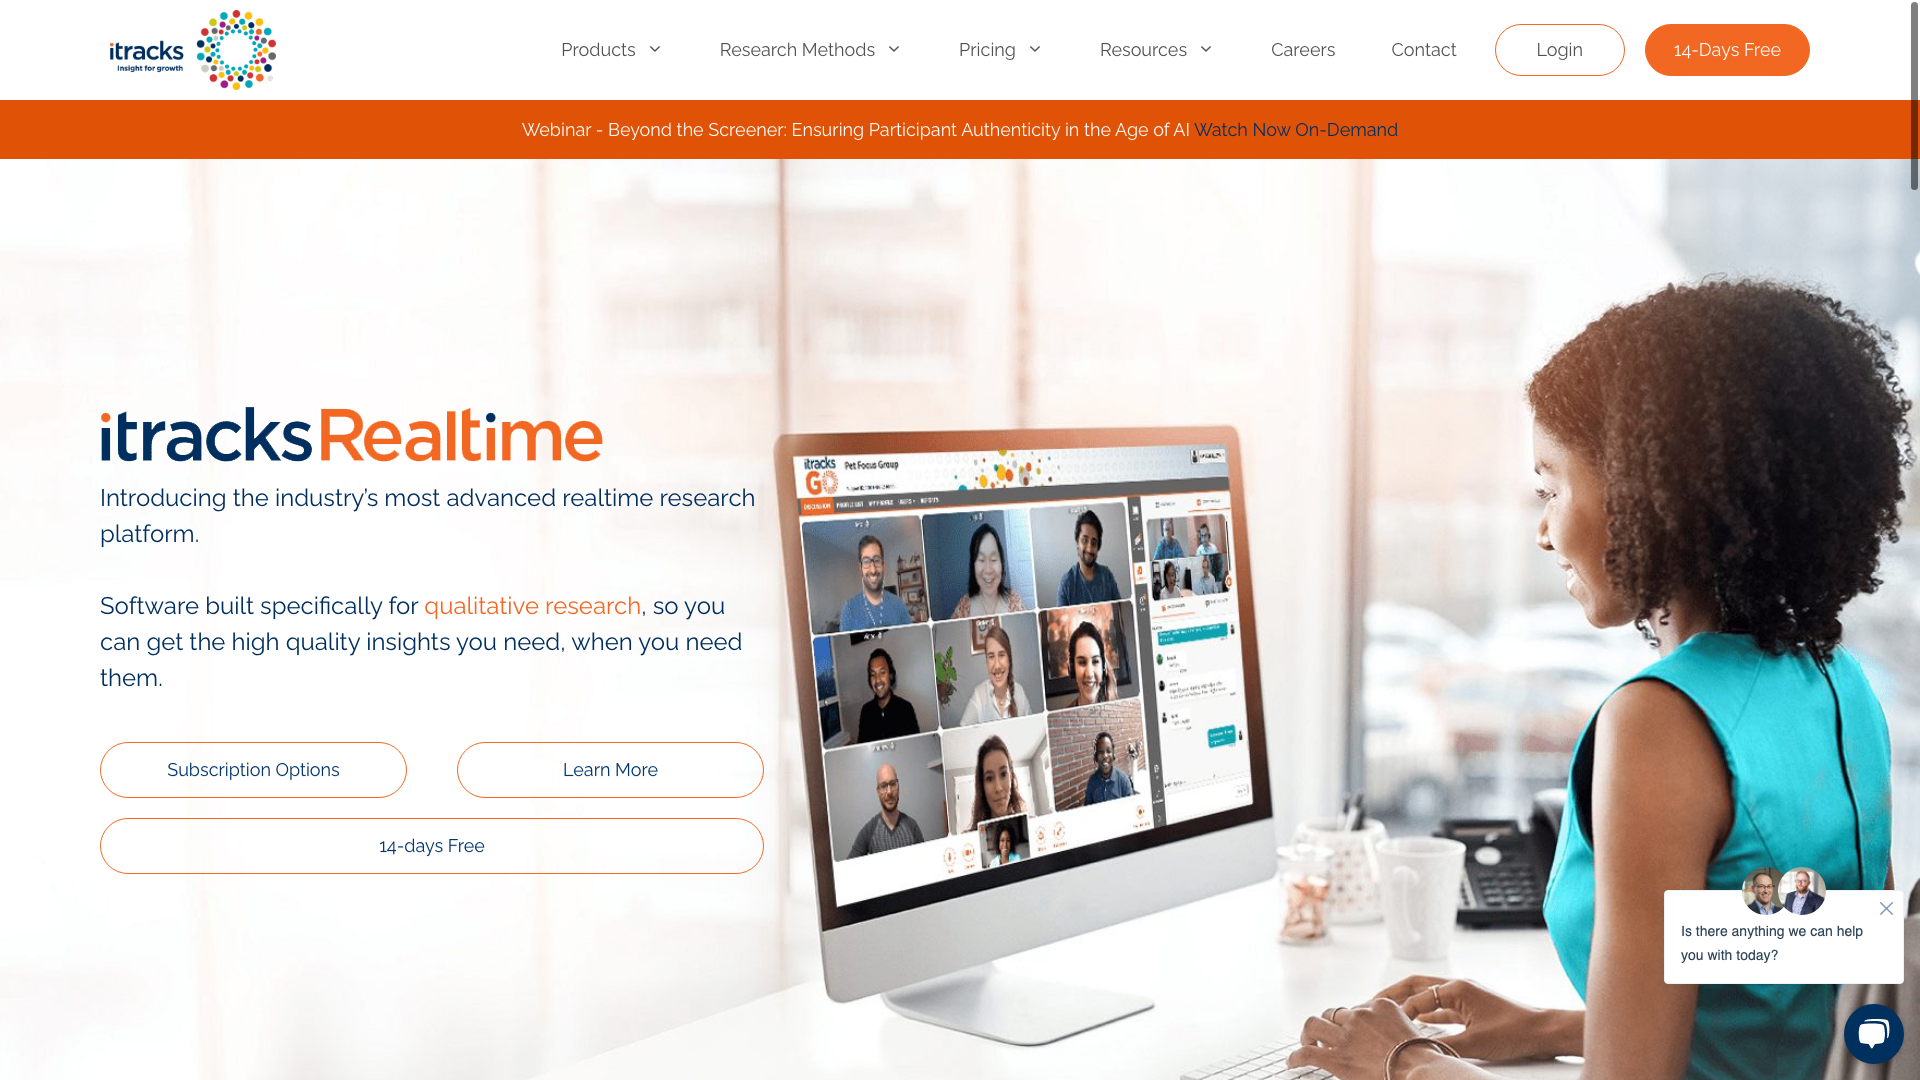 itracks
Insight for growth
Products
Research Methods
Pricing
Resources
Careers
Contact
Login
14-Days Free
Webinar - Beyond the Screener: Ensuring Participant Authenticity in the Age of AI Watch Now On-Demand
itracksRealtime
Introducing the industry's most advanced realtime research
platform.
Software built specifically for qualitative research, so you
can get the high quality insights you need, when you need
them.
Subscription Options
Learn More
14-days Free
itracks
GO
Pet Focus Group
Is there anything we can help
you with today?